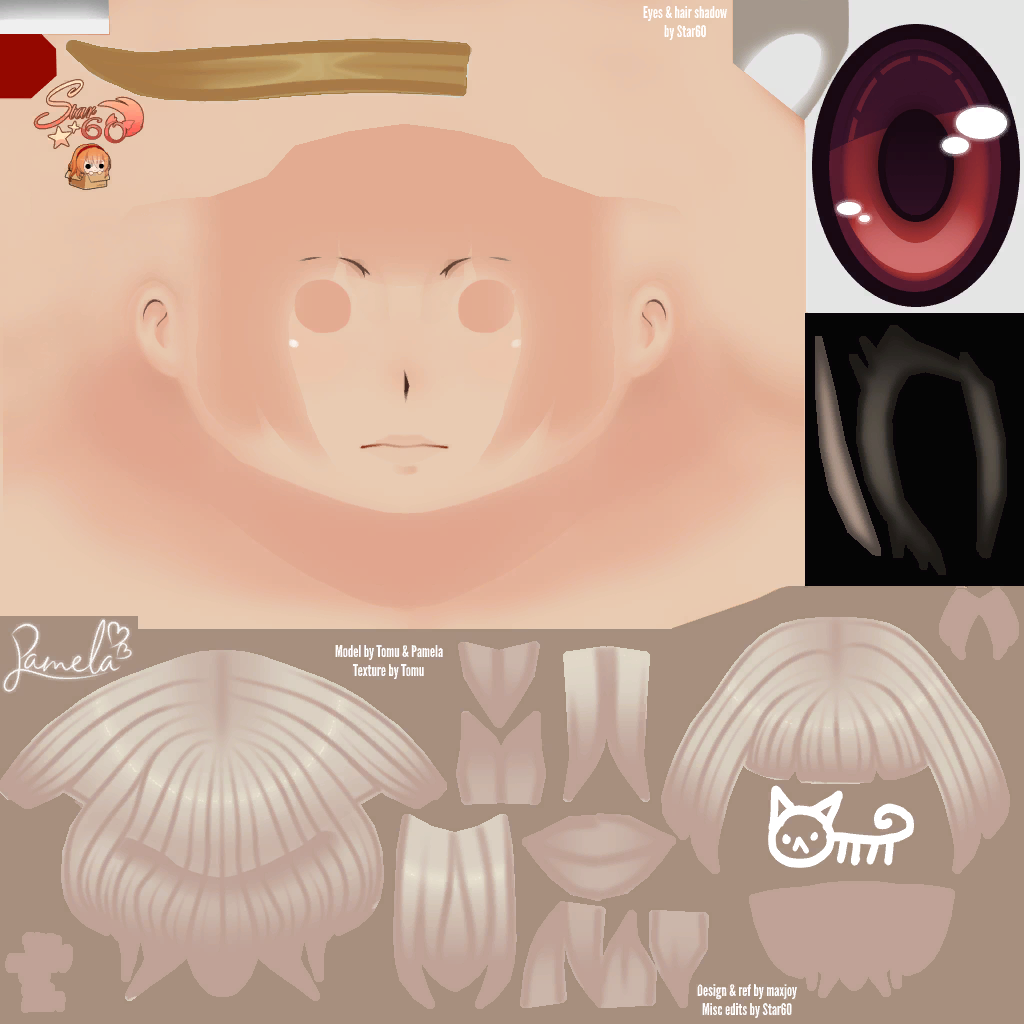 Eyes & hair shadow
by Star60
Star
60
Pamela
Model by Tomu & Pamela
Texture by Tomu
Design & ref by maxjoy
Misc edits by Star60